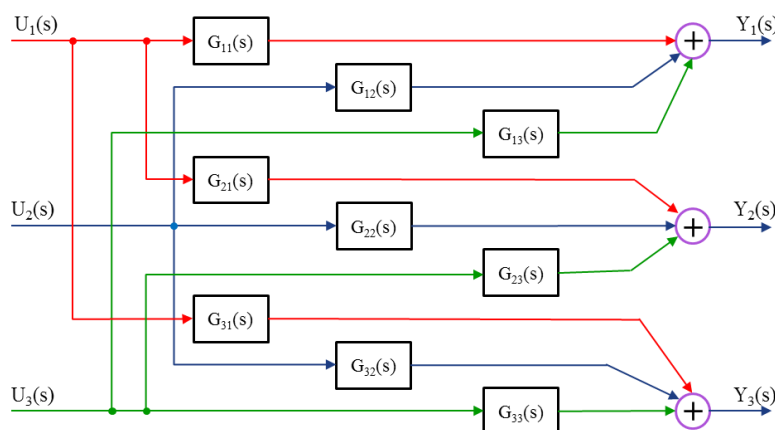 U₁(s) G₁₁(s) + Y₁(s)
G₁₂(s)
G₁₃(s)
G₂₁(s)
U₂(s) G₂₂(s) + Y₂(s)
G₂₃(s)
G₃₁(s)
G₃₂(s)
U₃(s) G₃₃(s) + Y₃(s)